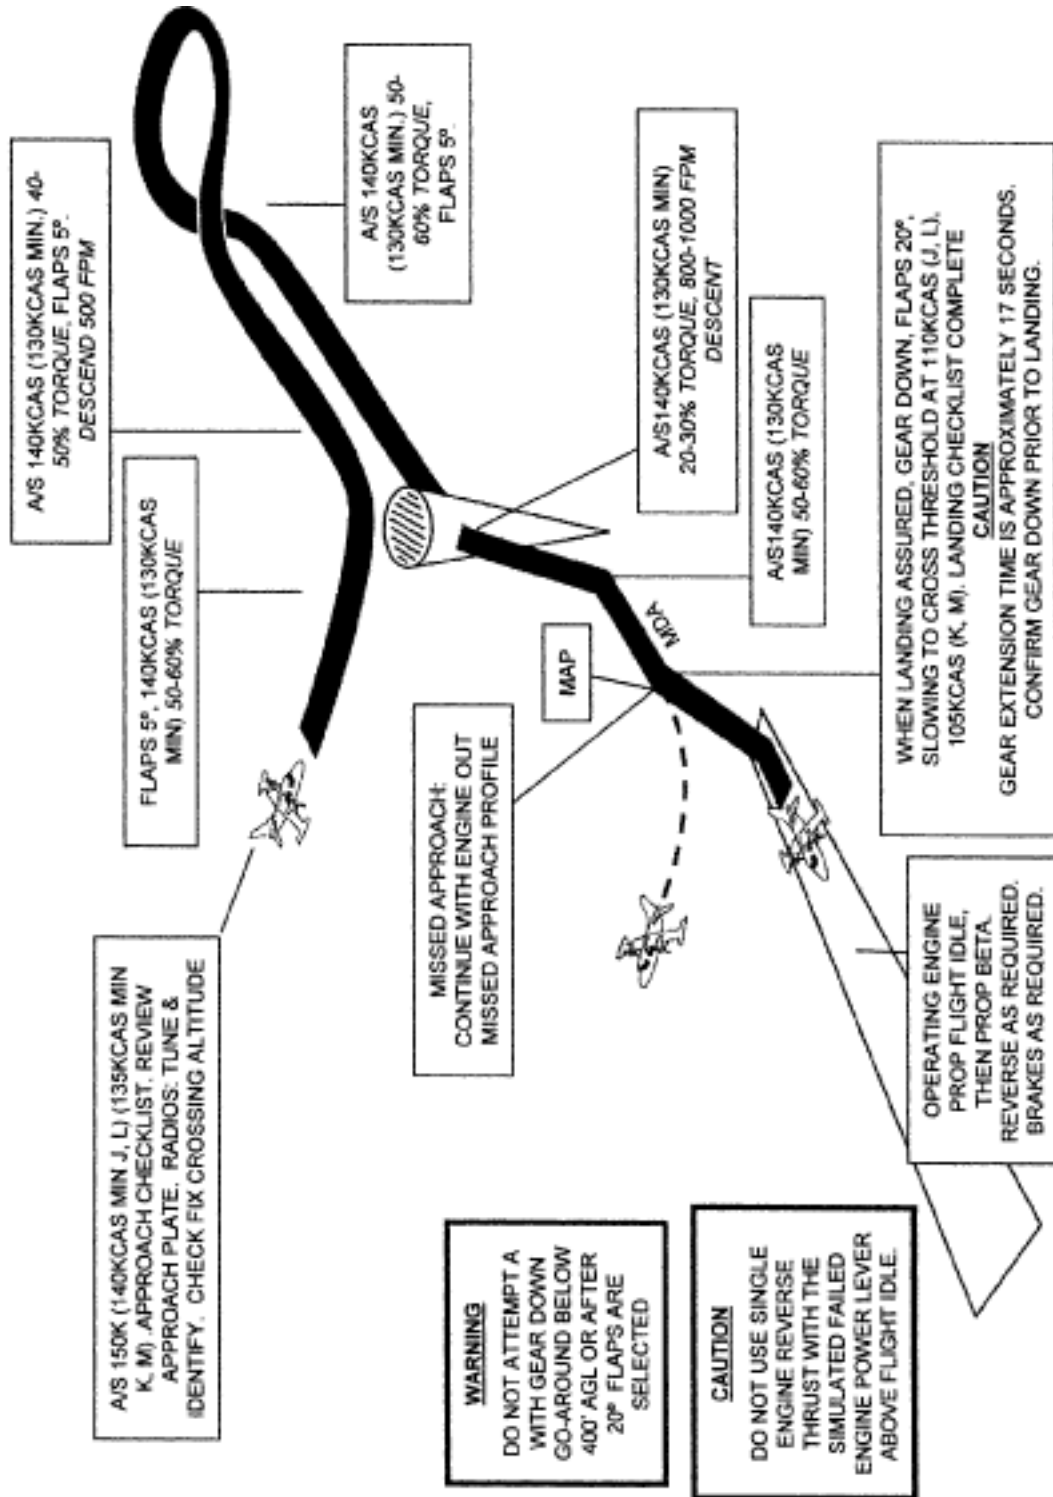 A/S 150K (140KCAS MIN J, L) (135KCAS MIN
K, M) .APPROACH CHECKLIST. REVIEW
APPROACH PLATE. RADIOS: TUNE &
IDENTIFY. CHECK FIX CROSSING ALTITUDE
FLAPS 5º, 140KCAS (130KCAS
MIN) 50-60% TORQUE
A/S 140KCAS (130KCAS MIN.) 40-
50% TORQUE, FLAPS 5º.
DESCEND 500 FPM
A/S 140KCAS
(130KCAS MIN.) 50-
60% TORQUE,
FLAPS 5º.
A/S140KCAS (130KCAS MIN)
20-30% TORQUE, 800-1000 FPM
DESCENT
A/S140KCAS (130KCAS
MIN) 50-60% TORQUE
MDA
MAP
MISSED APPROACH:
CONTINUE WITH ENGINE OUT
MISSED APPROACH PROFILE
WHEN LANDING ASSURED, GEAR DOWN, FLAPS 20º,
SLOWING TO CROSS THRESHOLD AT 110KCAS (J, L),
105KCAS (K, M). LANDING CHECKLIST COMPLETE
CAUTION
GEAR EXTENSION TIME IS APPROXIMATELY 17 SECONDS.
CONFIRM GEAR DOWN PRIOR TO LANDING.
OPERATING ENGINE
PROP FLIGHT IDLE,
THEN PROP BETA.
REVERSE AS REQUIRED.
BRAKES AS REQUIRED.
WARNING
DO NOT ATTEMPT A
WITH GEAR DOWN
GO-AROUND BELOW
400' AGL OR AFTER
20º FLAPS ARE
SELECTED
CAUTION
DO NOT USE SINGLE
ENGINE REVERSE
THRUST WITH THE
SIMULATED FAILED
ENGINE POWER LEVER
ABOVE FLIGHT IDLE.